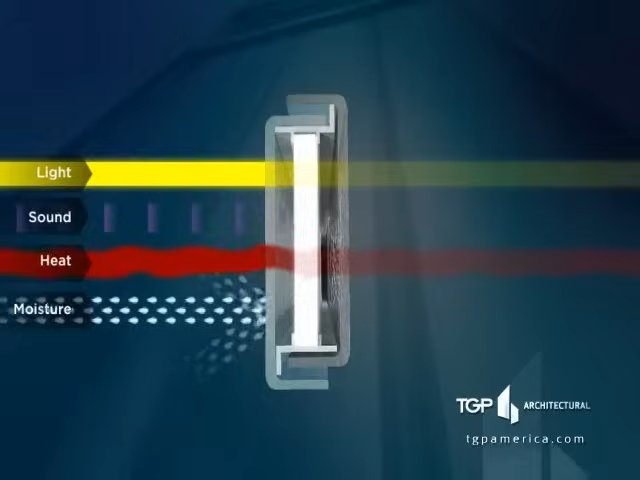 Light
Sound
Heat
Moisture
TGP ARCHITECTURAL
tgpamerica.com